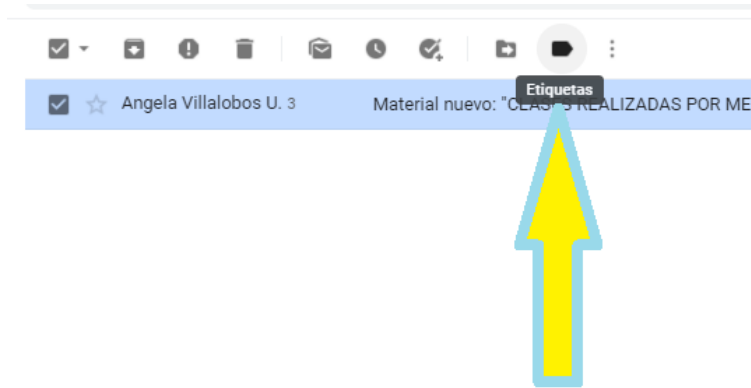 Etiquetas
Angela Villalobos U. 3 Material nuevo: "CLASES REALIZADAS POR ME